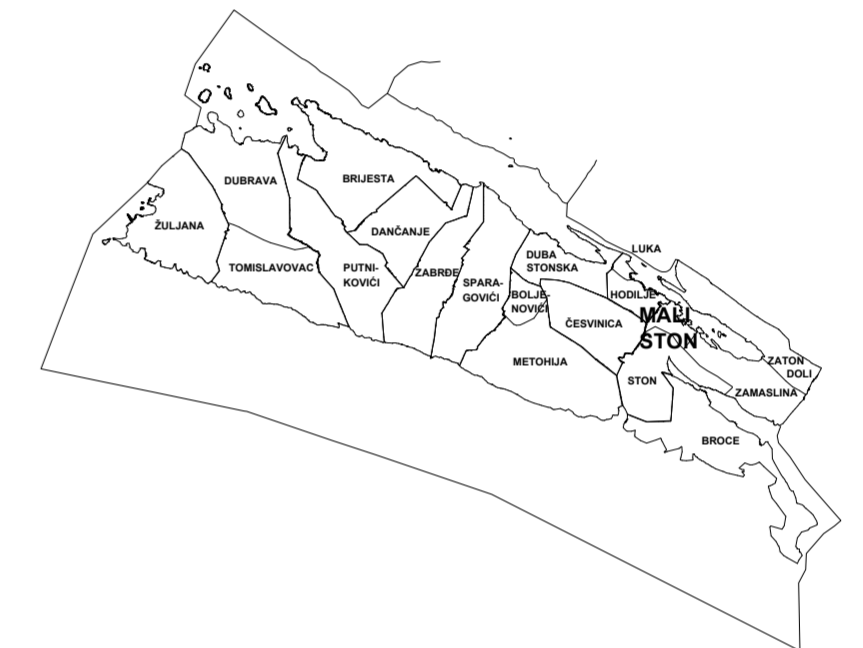 DUBRAVA
BRIJESTA
ŽULJANA
DANČANJE
TOMISLAVOVAC
PUTNI-
KOVIĆI
ZABRĐE
SPARA-
GOVIĆI
DUBA
STONSKA
LUKA
BOLJE-
NOVIĆI
HODILJE
MALI
STON
ČESVINICA
METOHIJA
STON
ZATON
DOLI
ZAMASLINA
BROCE